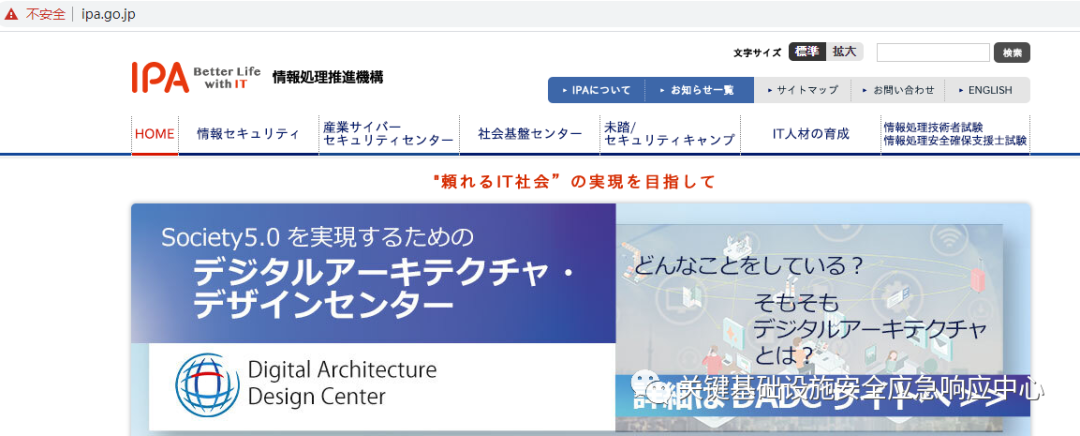 不安全 ipa.go.jp
文字サイズ 標準 拡大 検索
IPA Better Life with IT 情報処理推進機構
▸ IPAについて ▸ お知らせ一覧 ▸ サイトマップ ▸ お問い合わせ ▸ ENGLISH
HOME
情報セキュリティ
産業サイバー
セキュリティセンター
社会基盤センター
未踏/
セキュリティキャンプ
IT人材の育成
情報処理技術者試験
情報処理安全確保支援士試験
"頼れるIT社会”の実現を目指して
Society5.0 を実現するための
デジタルアーキテクチャ・
デザインセンター
Digital Architecture
Design Center
どんなことをしている？
そもそも
デジタルアーキテクチャ
とは？
詳細は DADC サイトへ
关键基础设施安全应急响应中心